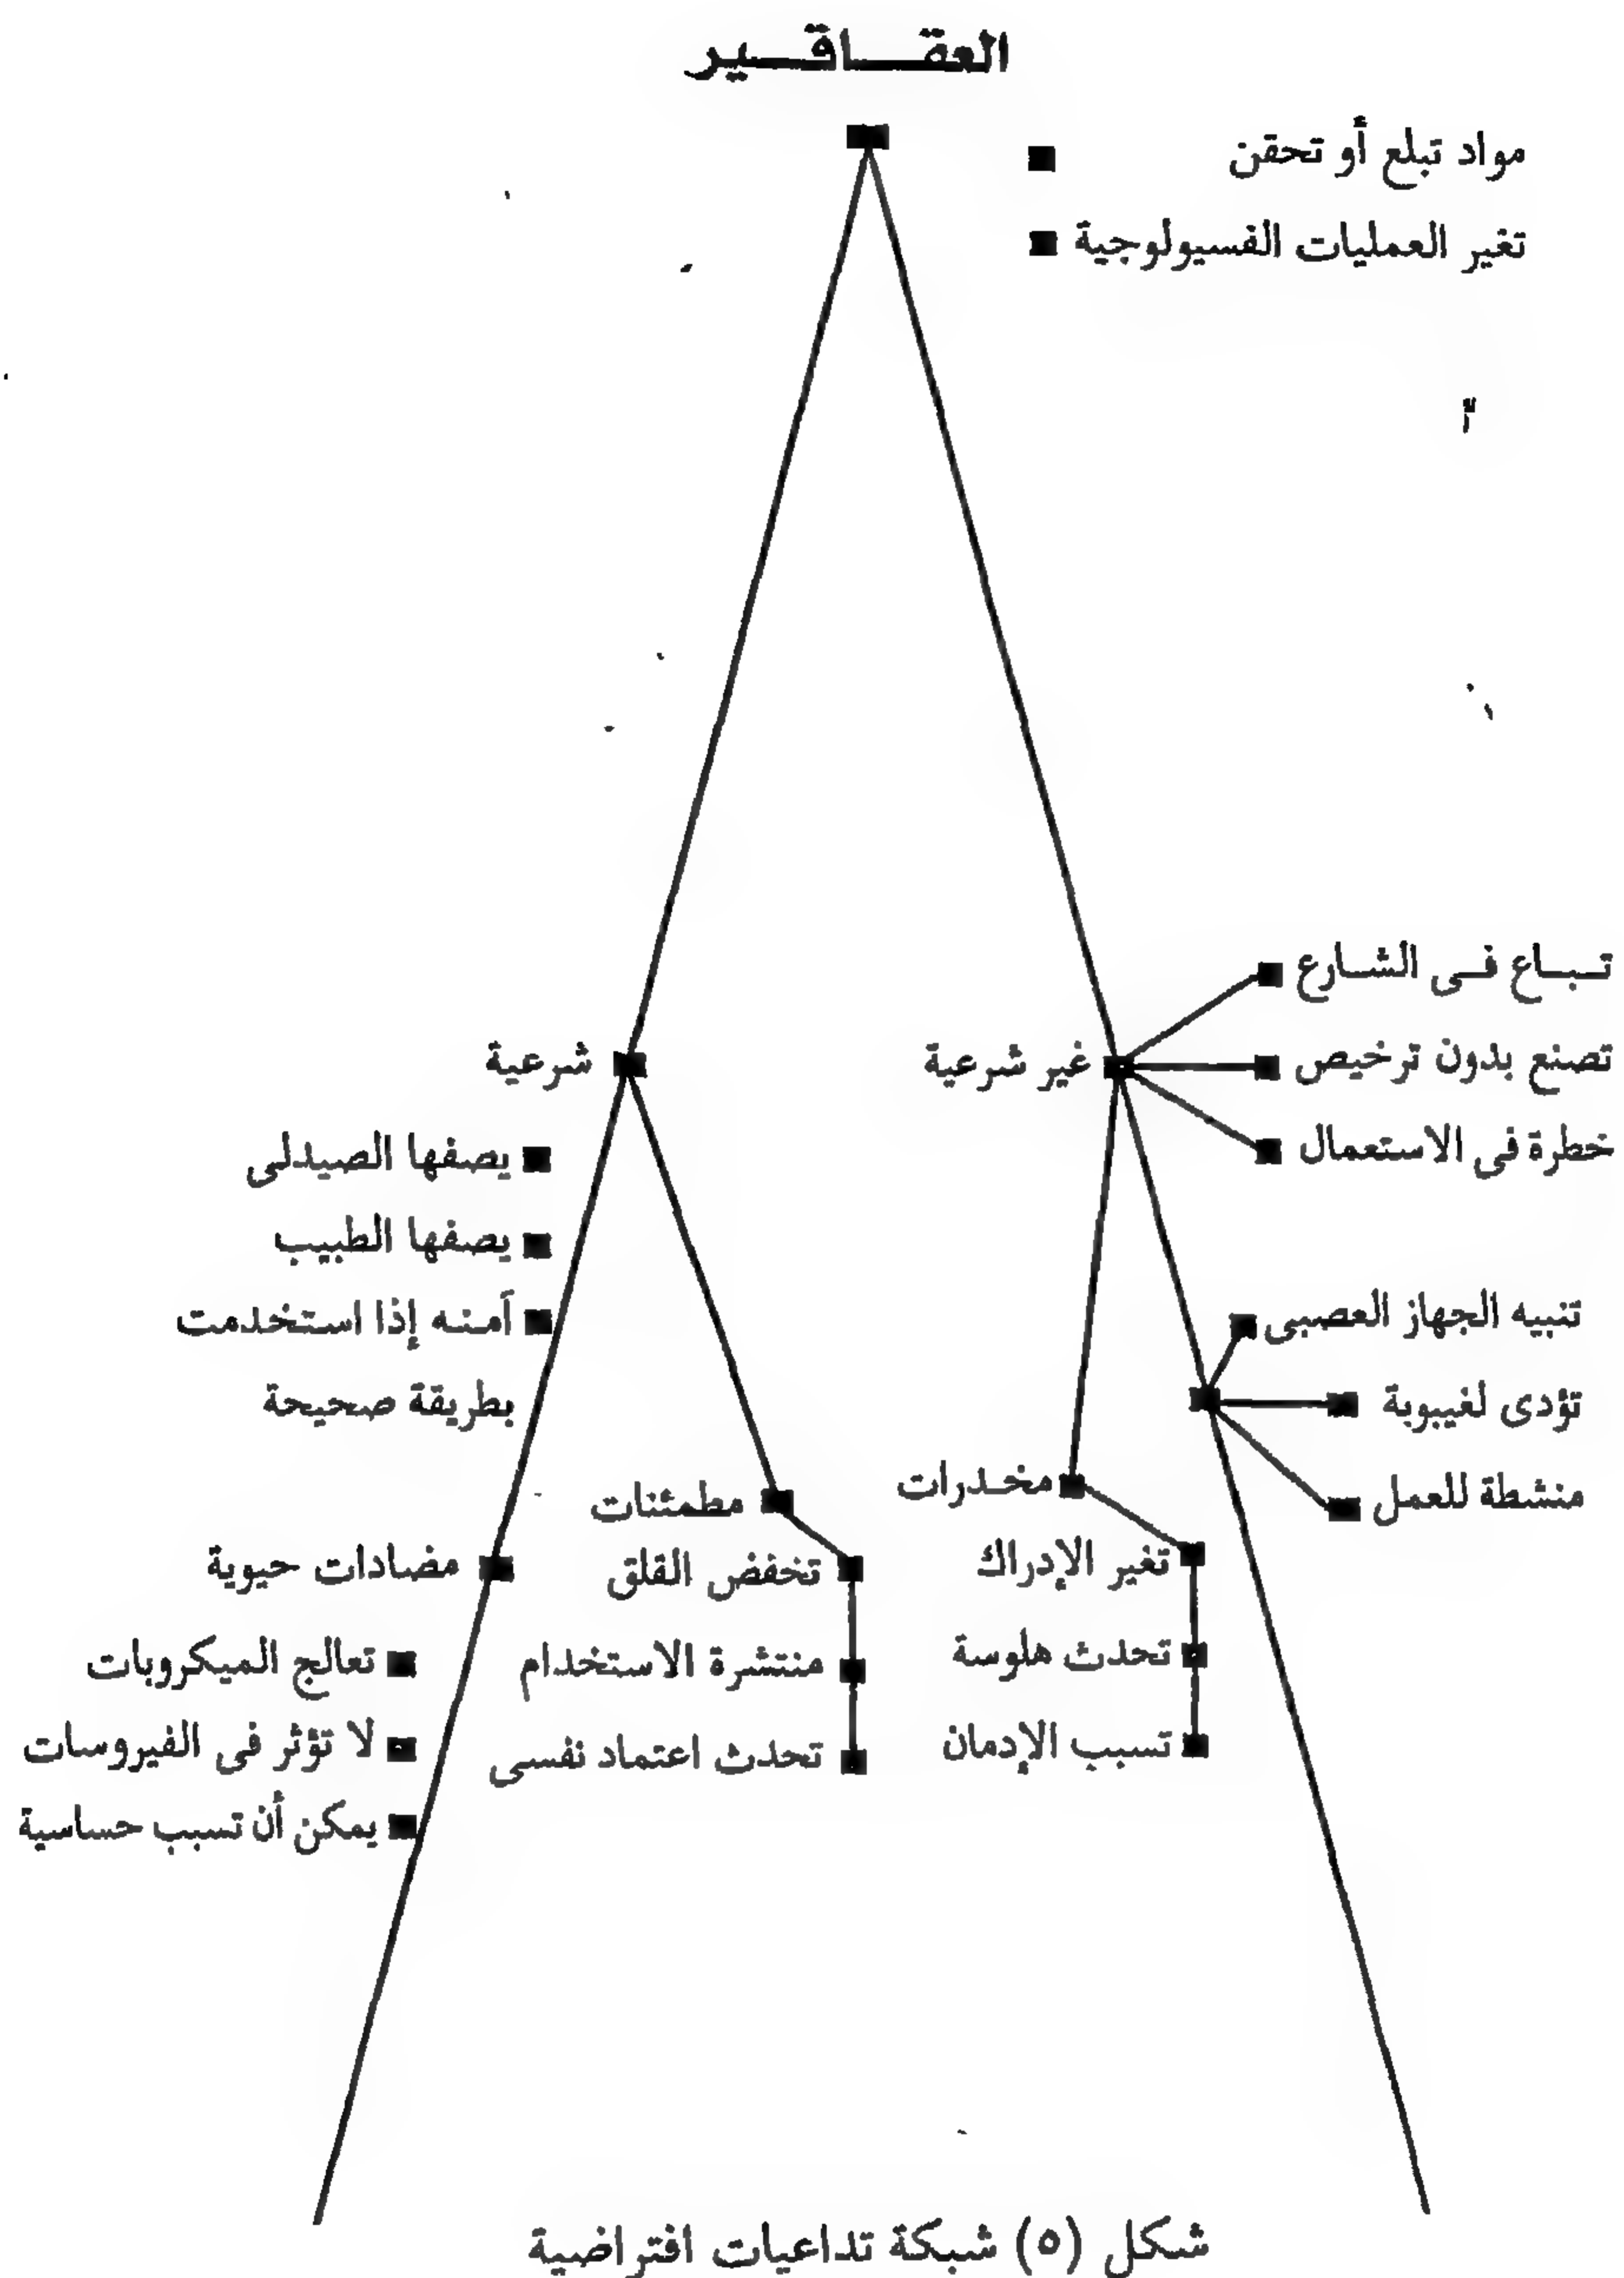 العقاقير
مواد تبلع أو تحقن
تغير العمليات الفسيولوجية
تباع فى الشارع
تصنع بدون ترخيص
خطرة فى الاستعمال
غير شرعية
شرعية
يصفها الصيدلى
يصفها الطبيب
آمنه إذا استخدمت
بطريقة صحيحة
تنبيه الجهاز العصبى
تؤدى لغيبوبة
منشطة للعمل
مخدرات
تغير الإدراك
تحدث هلوسة
تسبب الإدمان
مطمئنات
تخفض القلق
منتشرة الاستخدام
تحدث اعتماد نفسى
مضادات حيوية
تعالج الميكروبات
لا تؤثر فى الفيروسات
يمكن أن تسبب حساسية
شكل (٥) شبكة تداعيات افتراضية